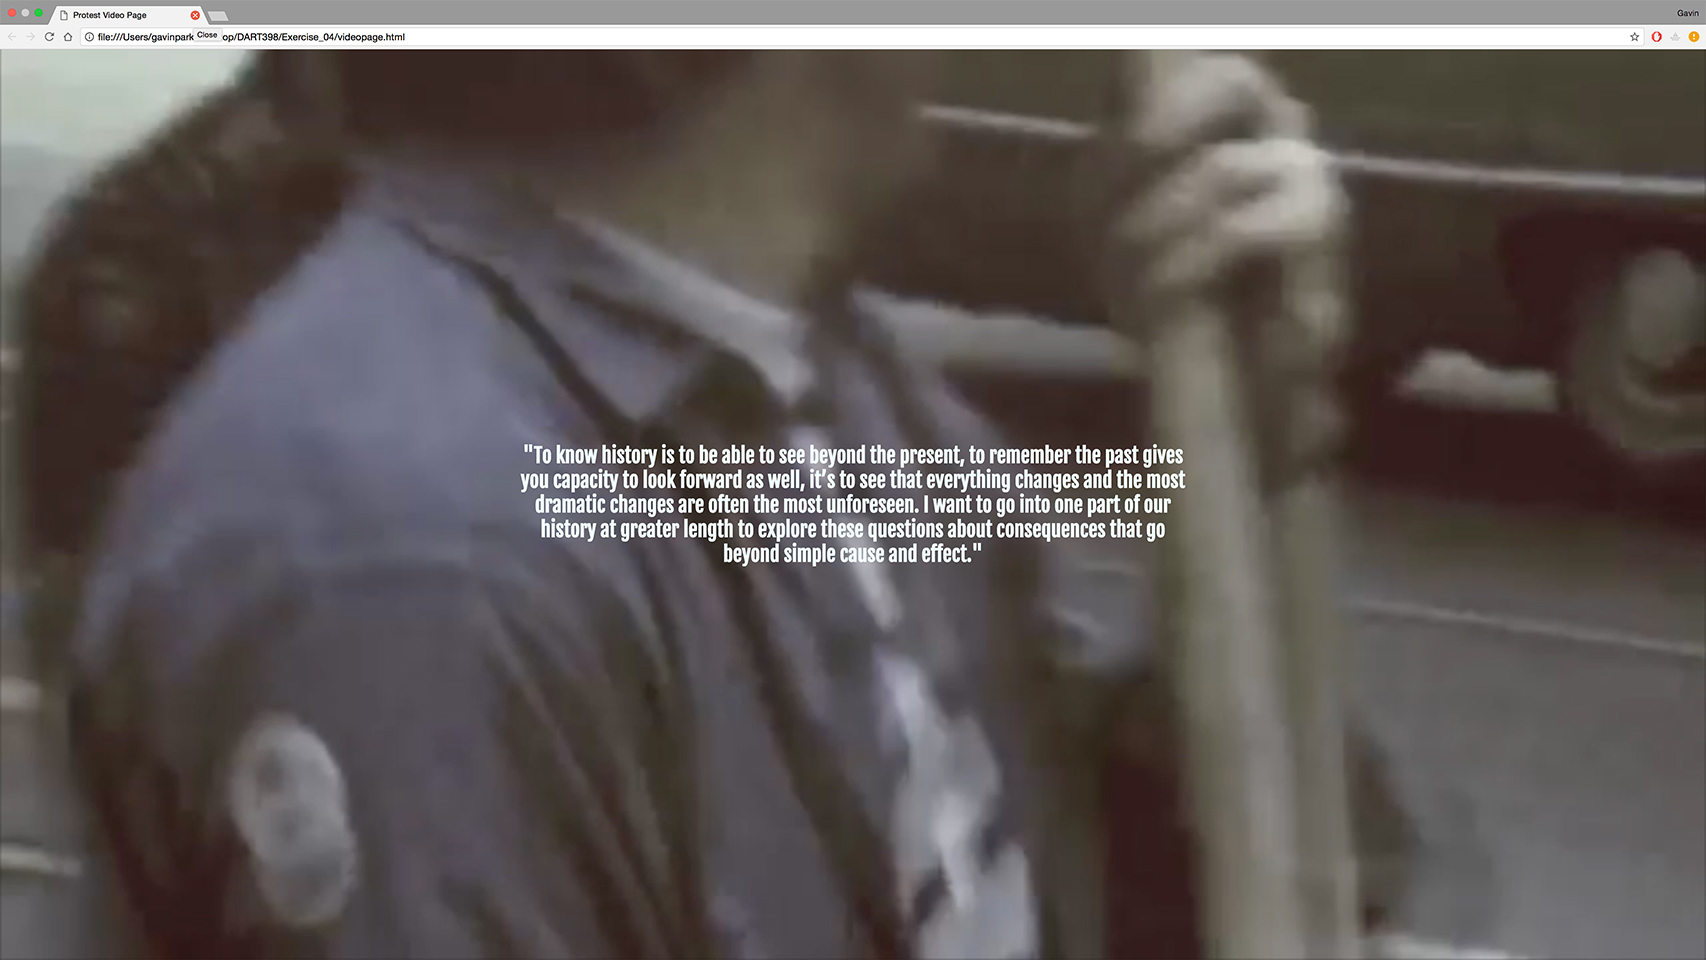 Protest Video Page
Gavin
file:///Users/gavinpark
Close
op/DART398/Exercise_04/videopage.html
"To know history is to be able to see beyond the present, to remember the past gives
you capacity to look forward as well, it’s to see that everything changes and the most
dramatic changes are often the most unforeseen. I want to go into one part of our
history at greater length to explore these questions about consequences that go
beyond simple cause and effect."